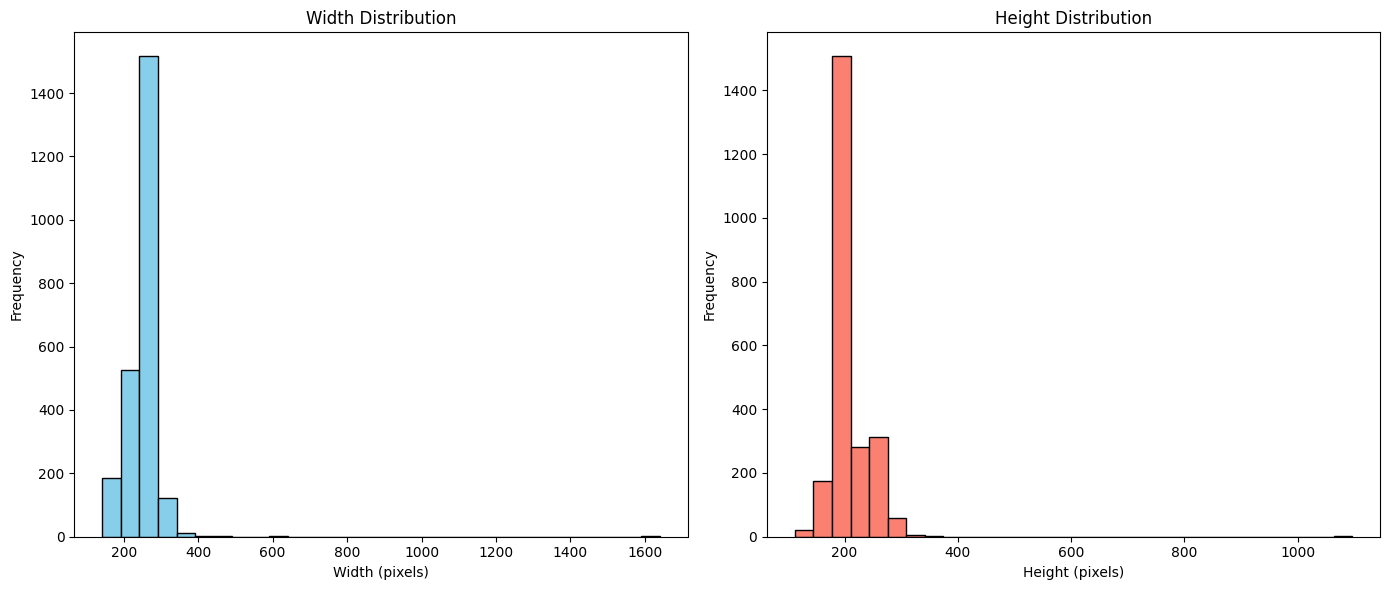 Width Distribution
1400
1200
1000
800
600
400
200
0
Frequency
200 400 600 800 1000 1200 1400 1600
Width (pixels)
Height Distribution
1400
1200
1000
800
600
400
200
0
Frequency
200 400 600 800 1000
Height (pixels)